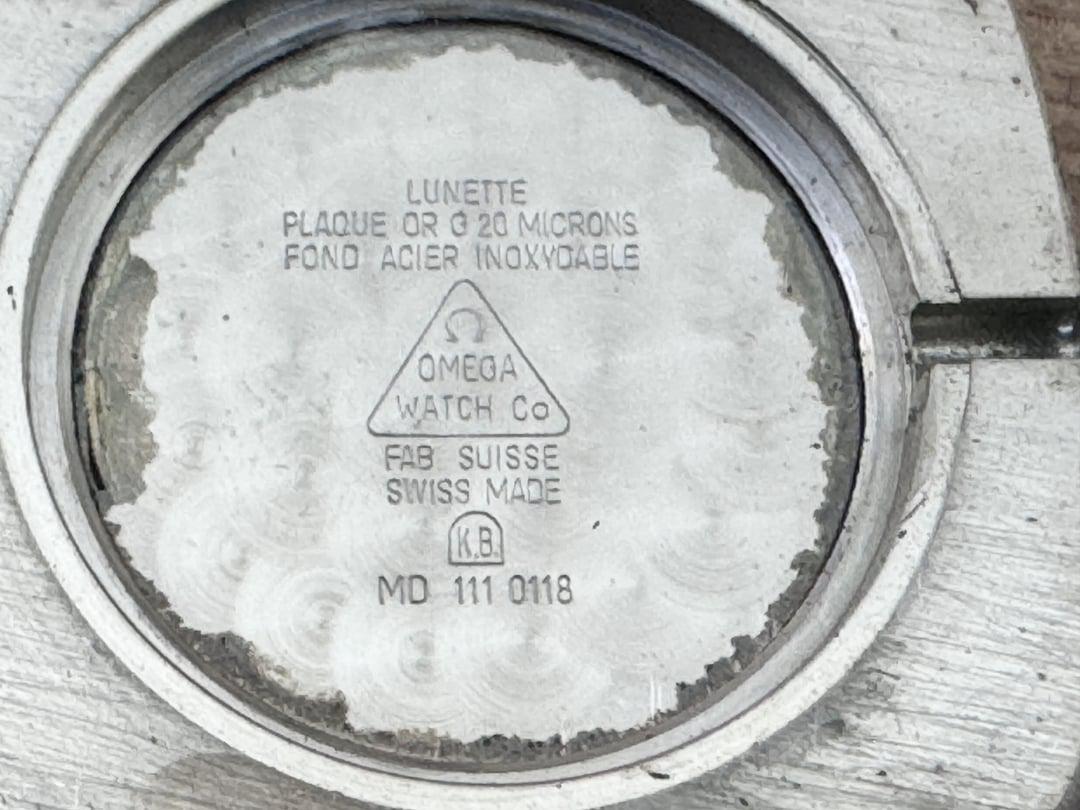 LUNETTE
PLAQUE OR G 20 MICRONS
FOND ACIER INOXYDABLE
Ω
OMEGA
WATCH Co
FAB SUISSE
SWISS MADE
K.B.
MD 111 0118